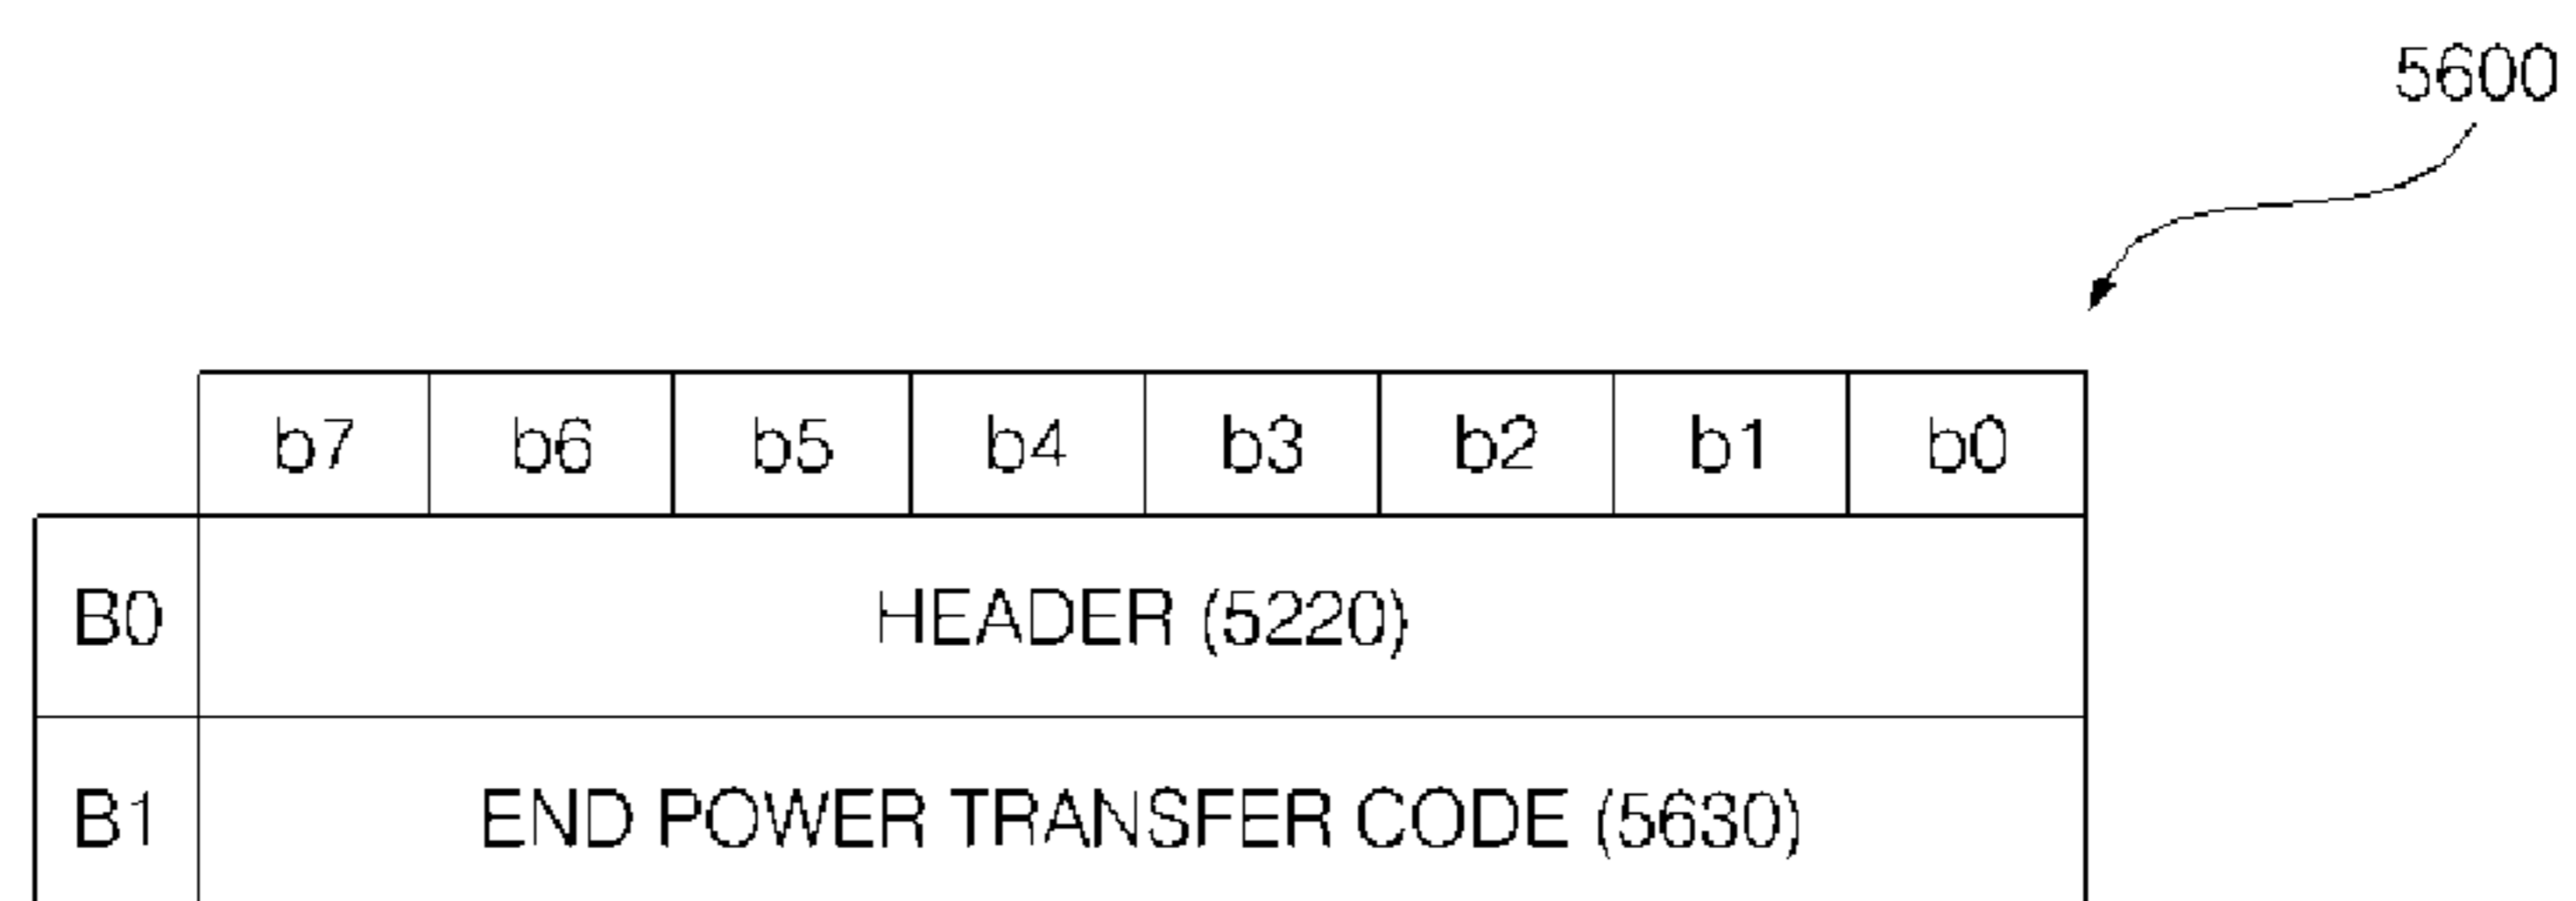 5600
b7 b6 b5 b4 b3 b2 b1 b0
B0 HEADER (5220)
B1 END POWER TRANSFER CODE (5630)